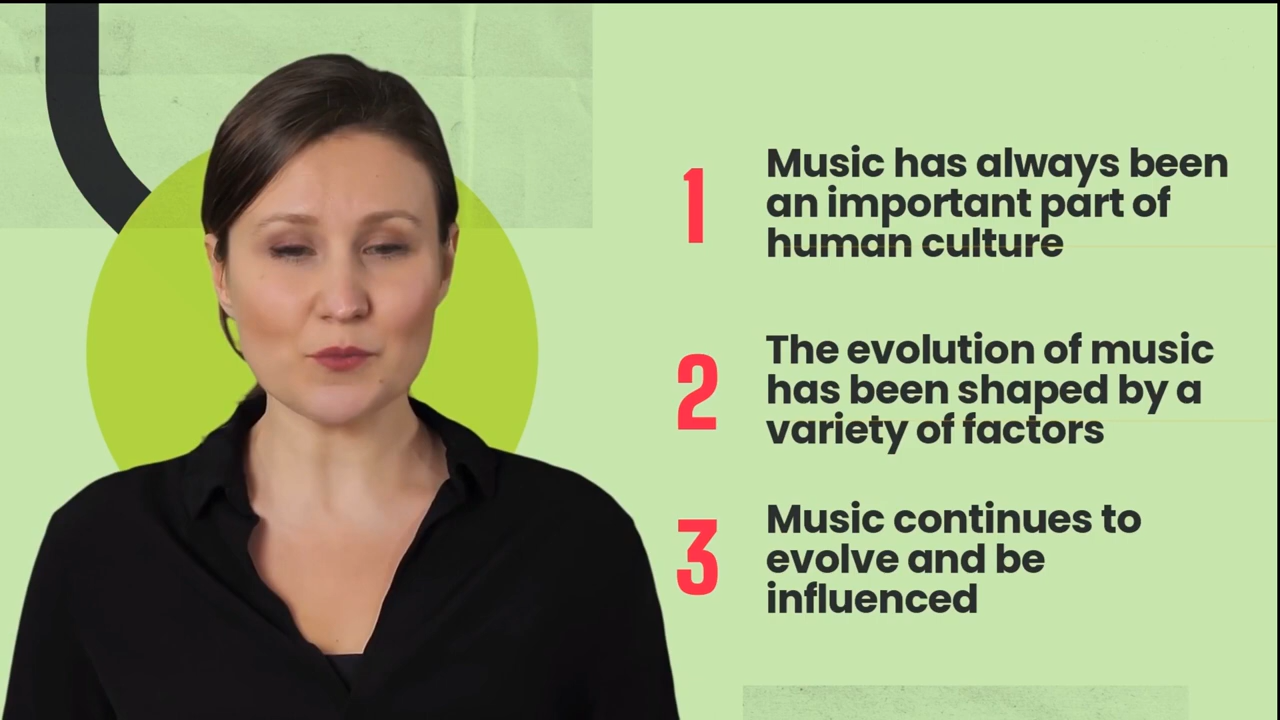 1
Music has always been
an important part of
human culture
2
The evolution of music
has been shaped by a
variety of factors
3
Music continues to
evolve and be
influenced